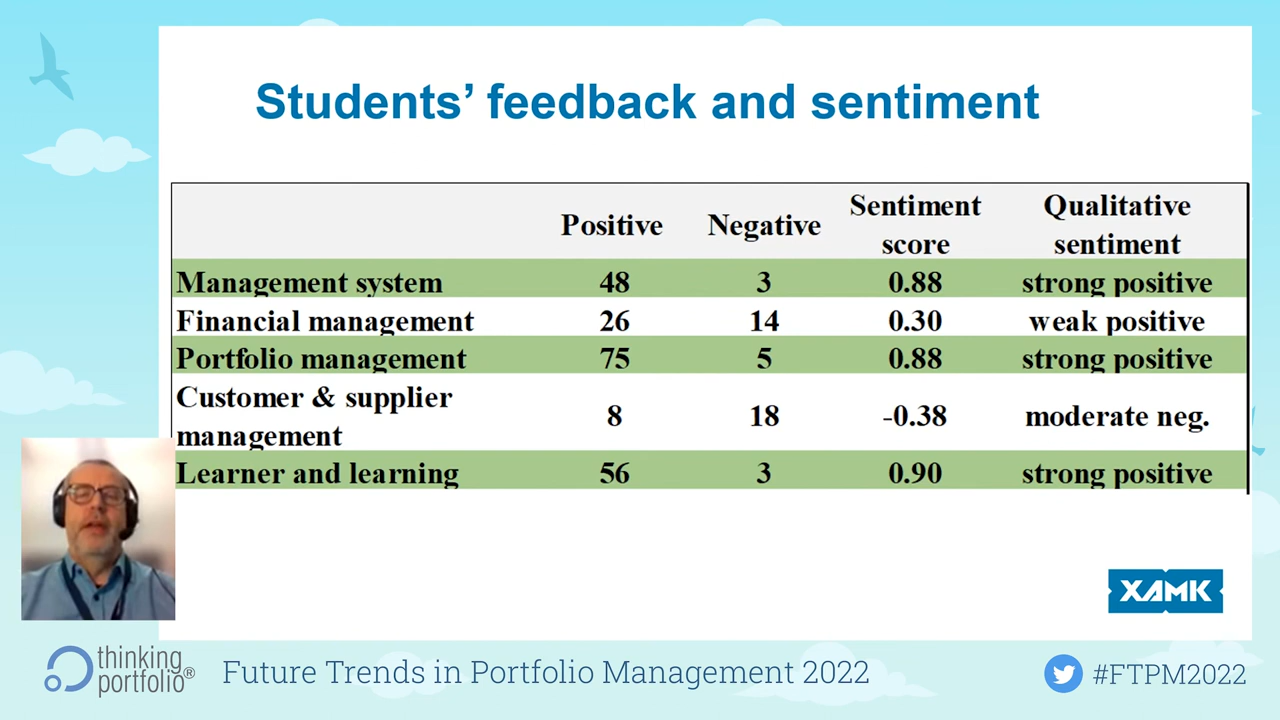 Students’ feedback and sentiment
Positive Negative Sentiment score Qualitative sentiment
Management system 48 3 0.88 strong positive
Financial management 26 14 0.30 weak positive
Portfolio management 75 5 0.88 strong positive
Customer & supplier management 8 18 -0.38 moderate neg.
Learner and learning 56 3 0.90 strong positive
XAMK
thinking portfolio®
Future Trends in Portfolio Management 2022
#FTPM2022